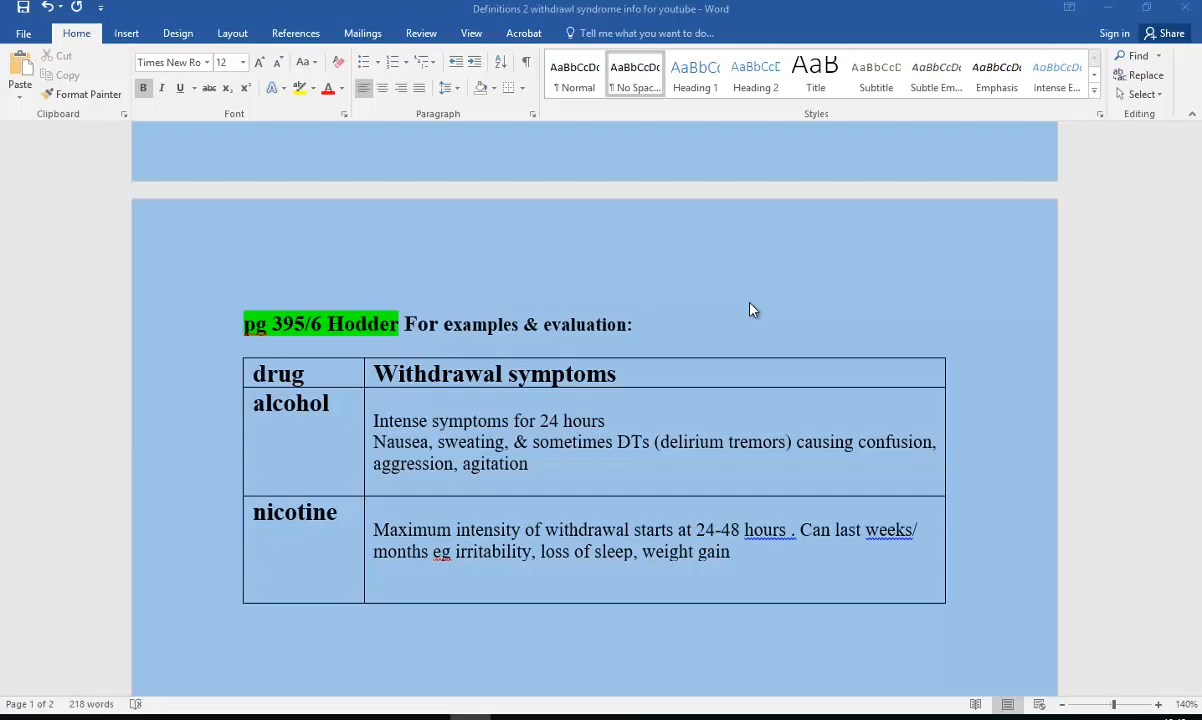 Definitions 2 withdrawl syndrome info for youtube - Word
File Home Insert Design Layout References Mailings Review View Acrobat Tell me what you want to do... Sign in Share
Paste
Cut
Copy
Format Painter
Clipboard
Times New Ro 12
Font
Paragraph
AaBbCcDc AaBbCcDc AaBbCc AaBbCcD AaB AaBbCcD AaBbCcDc AaBbCcDc AaBbCcDc
¶ Normal ¶ No Spac... Heading 1 Heading 2 Title Subtitle Subtle Em... Emphasis Intense E...
Styles
Find
Replace
Select
Editing
pg 395/6 Hodder For examples & evaluation:
drug Withdrawal symptoms
alcohol
Intense symptoms for 24 hours
Nausea, sweating, & sometimes DTs (delirium tremors) causing confusion,
aggression, agitation
nicotine
Maximum intensity of withdrawal starts at 24-48 hours . Can last weeks/
months eg irritability, loss of sleep, weight gain
Page 1 of 2 218 words 140%